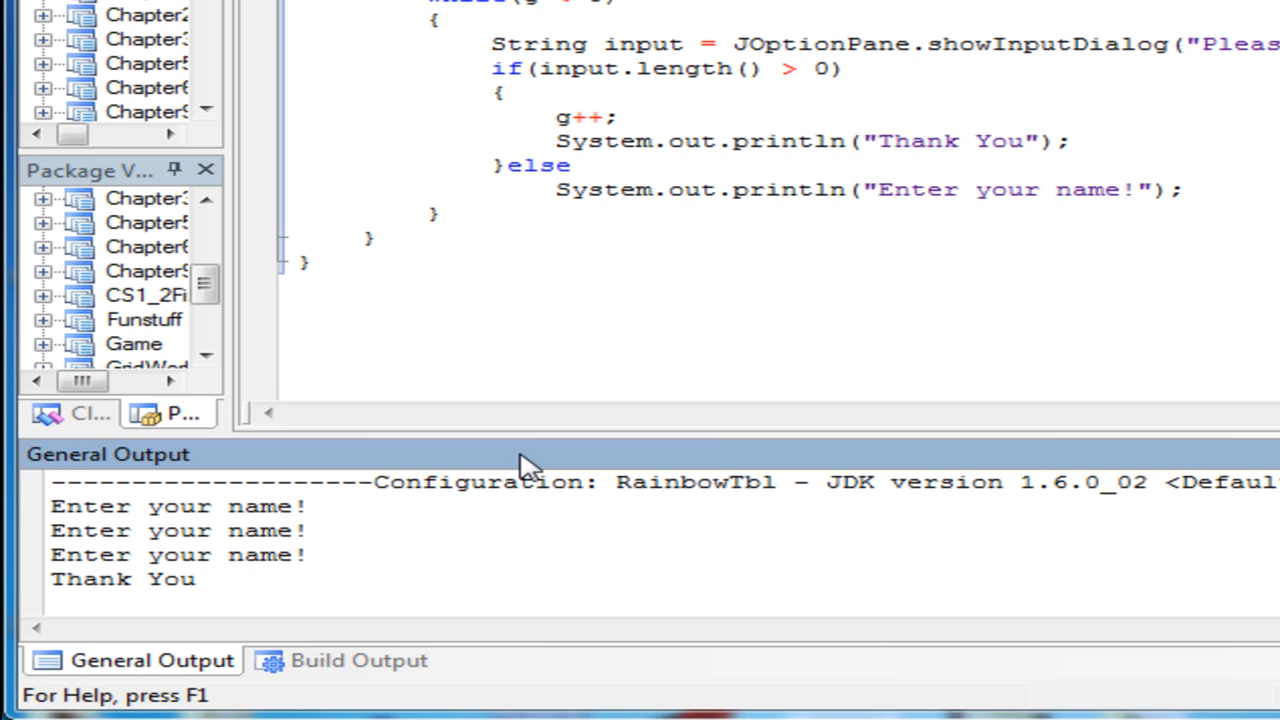 Chapter2
Chapter3
Chapter5
Chapter6
Chapter9
Package V...
Chapter3
Chapter5
Chapter6
Chapter9
CS1_2Fi
Funstuff
Game
GridWor
Cl...
P...
{
String input = JOptionPane.showInputDialog("Pleas
if(input.length() > 0)
{
g++;
System.out.println("Thank You");
}else
System.out.println("Enter your name!");
}
}
}
General Output
--------------------Configuration: RainbowTbl - JDK version 1.6.0_02 <Default
Enter your name!
Enter your name!
Enter your name!
Thank You
General Output
Build Output
For Help, press F1